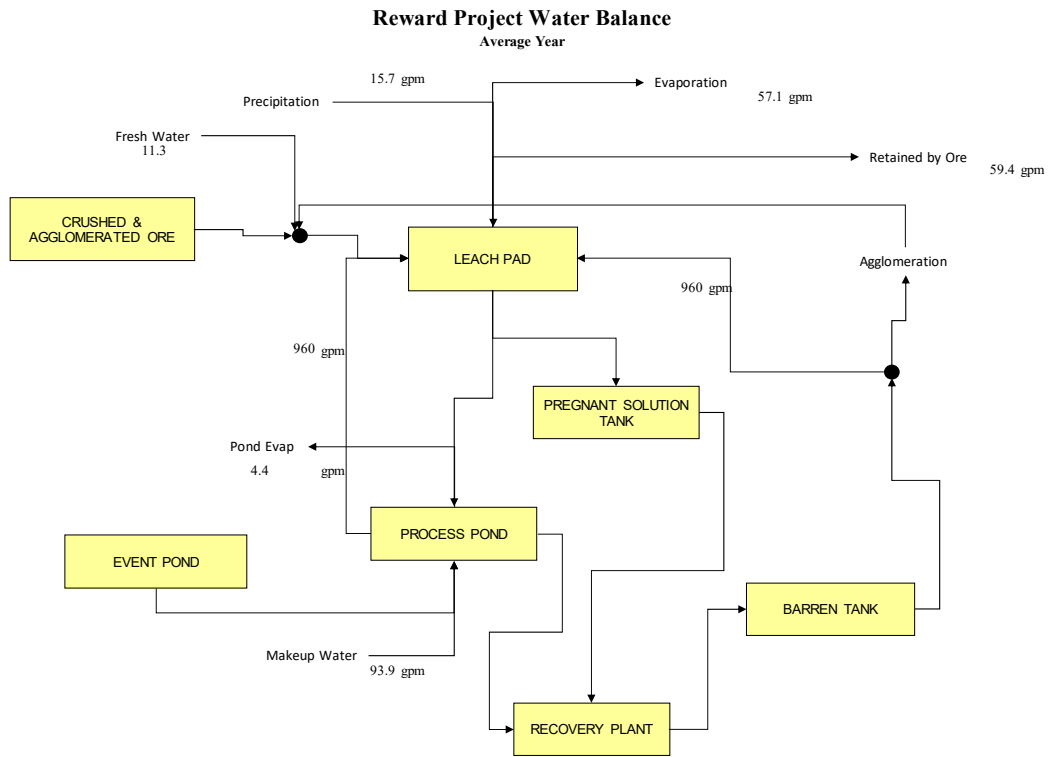 Reward Project Water Balance
Average Year
15.7 gpm
Evaporation
57.1 gpm
Precipitation
Fresh Water
11.3
Retained by Ore
59.4 gpm
CRUSHED &
AGGLOMERATED ORE
LEACH PAD
Agglomeration
960 gpm
960 gpm
PREGNANT SOLUTION
TANK
Pond Evap
4.4 gpm
PROCESS POND
EVENT POND
BARREN TANK
Makeup Water
93.9 gpm
RECOVERY PLANT